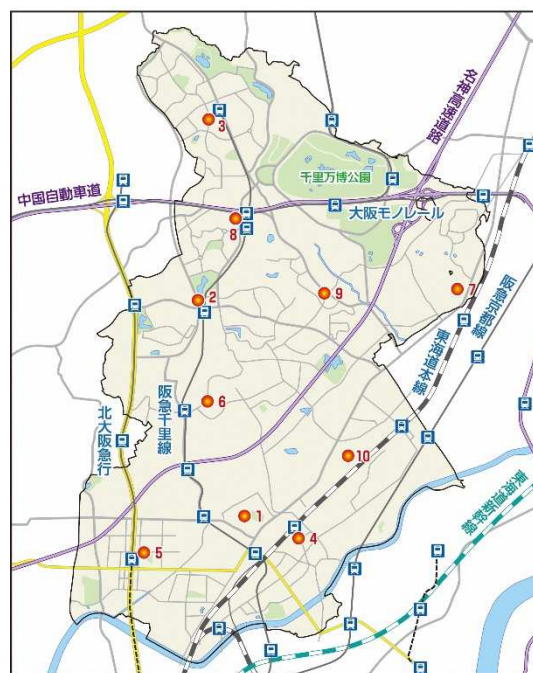 3
名神高速道路
千里万博公園
中国自動車道
大阪モノレール
8
7
9
2
阪急京都線
東海道本線
阪急千里線
6
北大阪急行
10
東海道新幹線
1
4
5